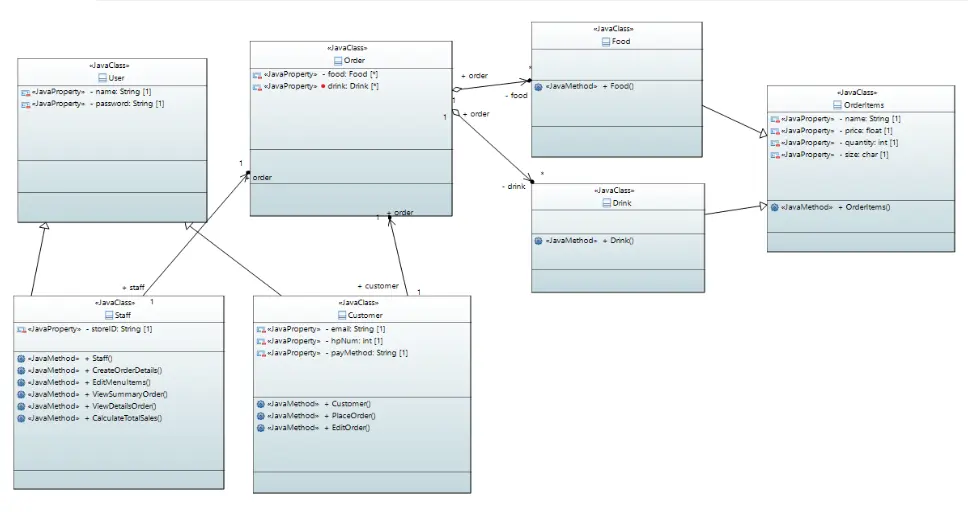 «JavaClass»
User
«JavaProperty» - name: String [1]
«JavaProperty» - password: String [1]
«JavaClass»
Order
«JavaProperty» - food: Food [*]
«JavaProperty» drink: Drink [*]
«JavaClass»
Food
«JavaMethod» + Food()
«JavaClass»
OrderItems
«JavaProperty» - name: String [1]
«JavaProperty» - price: float [1]
«JavaProperty» - quantity: int [1]
«JavaProperty» - size: char [1]
«JavaMethod» + OrderItems()
«JavaClass»
Drink
«JavaMethod» + Drink()
+ order
*
1
- food
+ order
1
*
- drink
1
+ order
+ staff
1
1
+ order
+ customer
1
«JavaClass»
Staff
«JavaProperty» - storeID: String [1]
«JavaMethod» + Staff()
«JavaMethod» + CreateOrderDetails()
«JavaMethod» + EditMenuItems()
«JavaMethod» + ViewSummaryOrder()
«JavaMethod» + ViewDetailsOrder()
«JavaMethod» + CalculateTotalSales()
«JavaClass»
Customer
«JavaProperty» - email: String [1]
«JavaProperty» - hpNum: int [1]
«JavaProperty» - payMethod: String [1]
«JavaMethod» + Customer()
«JavaMethod» + PlaceOrder()
«JavaMethod» + EditOrder()